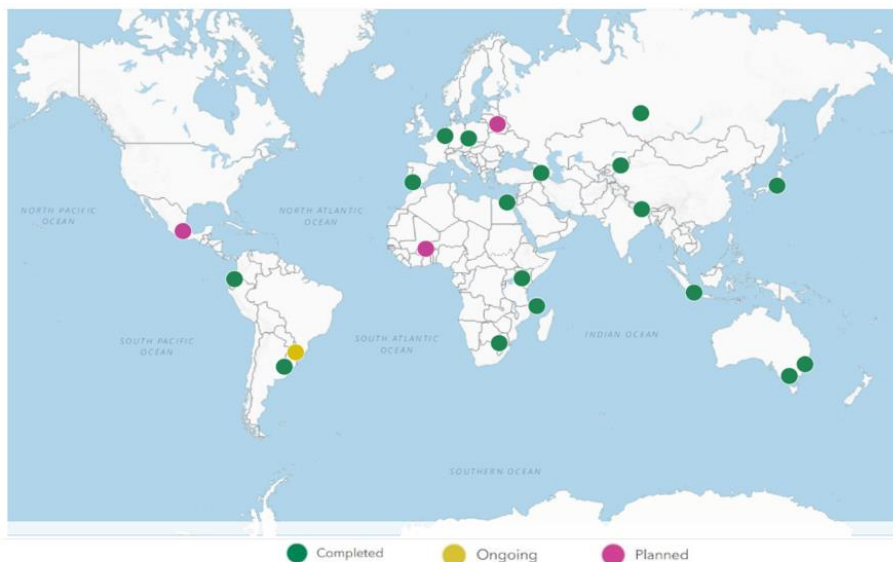 NORTH PACIFIC
OCEAN
NORTH ATLANTIC
OCEAN
SOUTH PACIFIC
OCEAN
SOUTH ATLANTIC
OCEAN
INDIAN OCEAN
SOUTHERN OCEAN
Completed
Ongoing
Planned